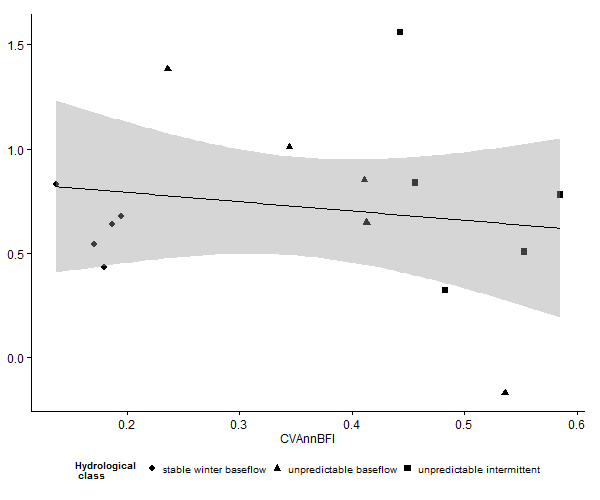 1.5
1.0
0.5
0.0
0.2 0.3 0.4 0.5 0.6
CVAnnBFI
Hydrological
class
stable winter baseflow unpredictable baseflow unpredictable intermittent